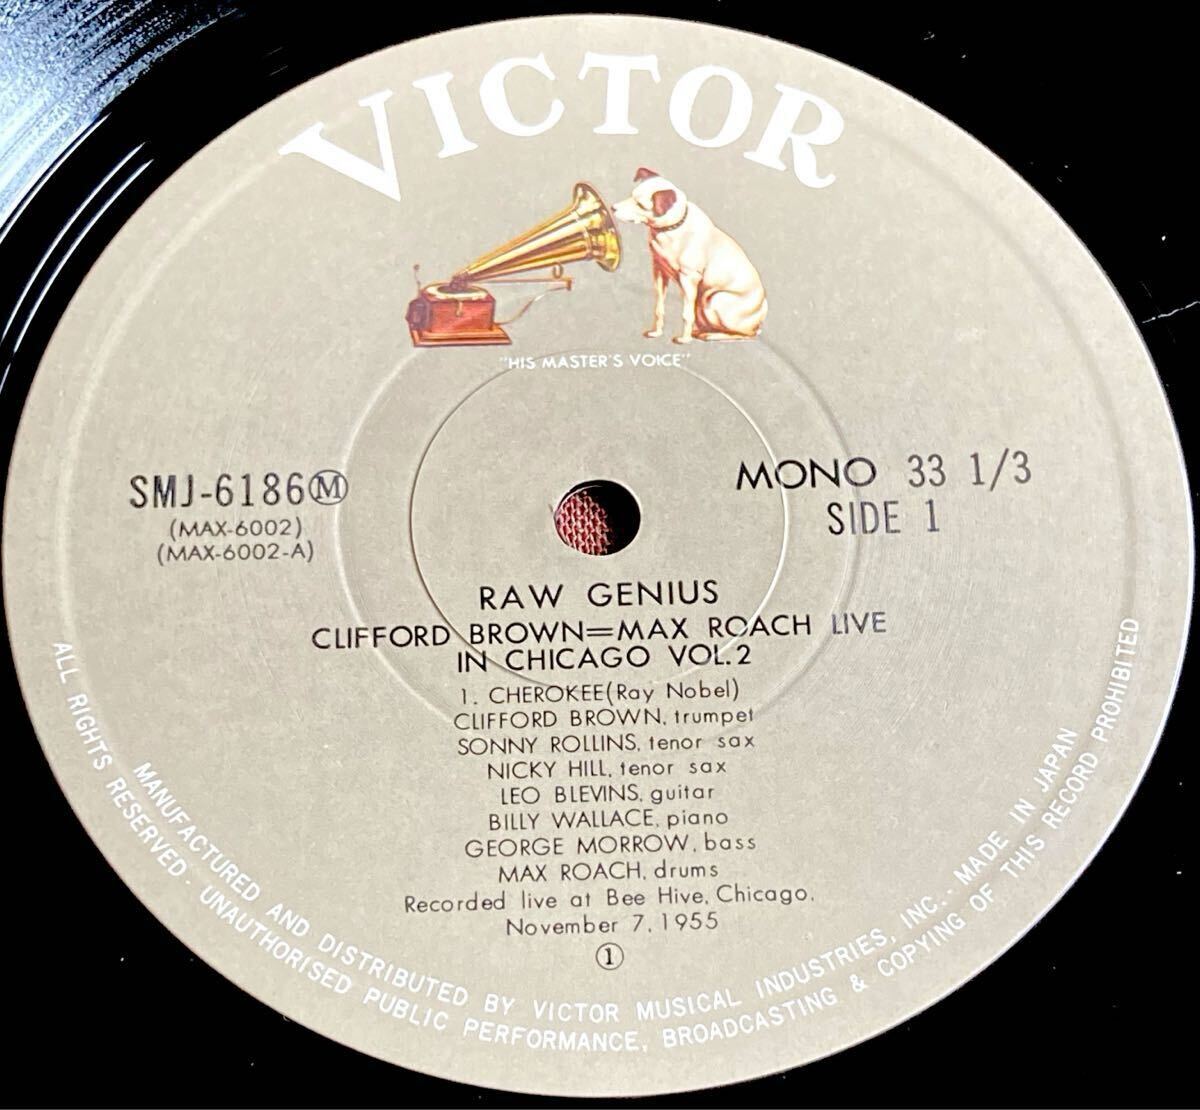 VICTOR
"HIS MASTER'S VOICE"
SMJ-6186Ⓜ
(MAX-6002)
(MAX-6002-A)
MONO 33 1/3
SIDE 1
RAW GENIUS
CLIFFORD BROWN=MAX ROACH LIVE
IN CHICAGO VOL.2
1. CHEROKEE(Ray Nobel)
CLIFFORD BROWN, trumpet
SONNY ROLLINS, tenor sax
NICKY HILL, tenor sax
LEO BLEVINS, guitar
BILLY WALLACE, piano
GEORGE MORROW, bass
MAX ROACH, drums
Recorded live at Bee Hive, Chicago,
November 7, 1955
①
MANUFACTURED AND DISTRIBUTED BY VICTOR MUSICAL INDUSTRIES, INC. · MADE IN JAPAN
ALL RIGHTS RESERVED · UNAUTHORISED PUBLIC PERFORMANCE, BROADCASTING & COPYING OF THIS RECORD PROHIBITED